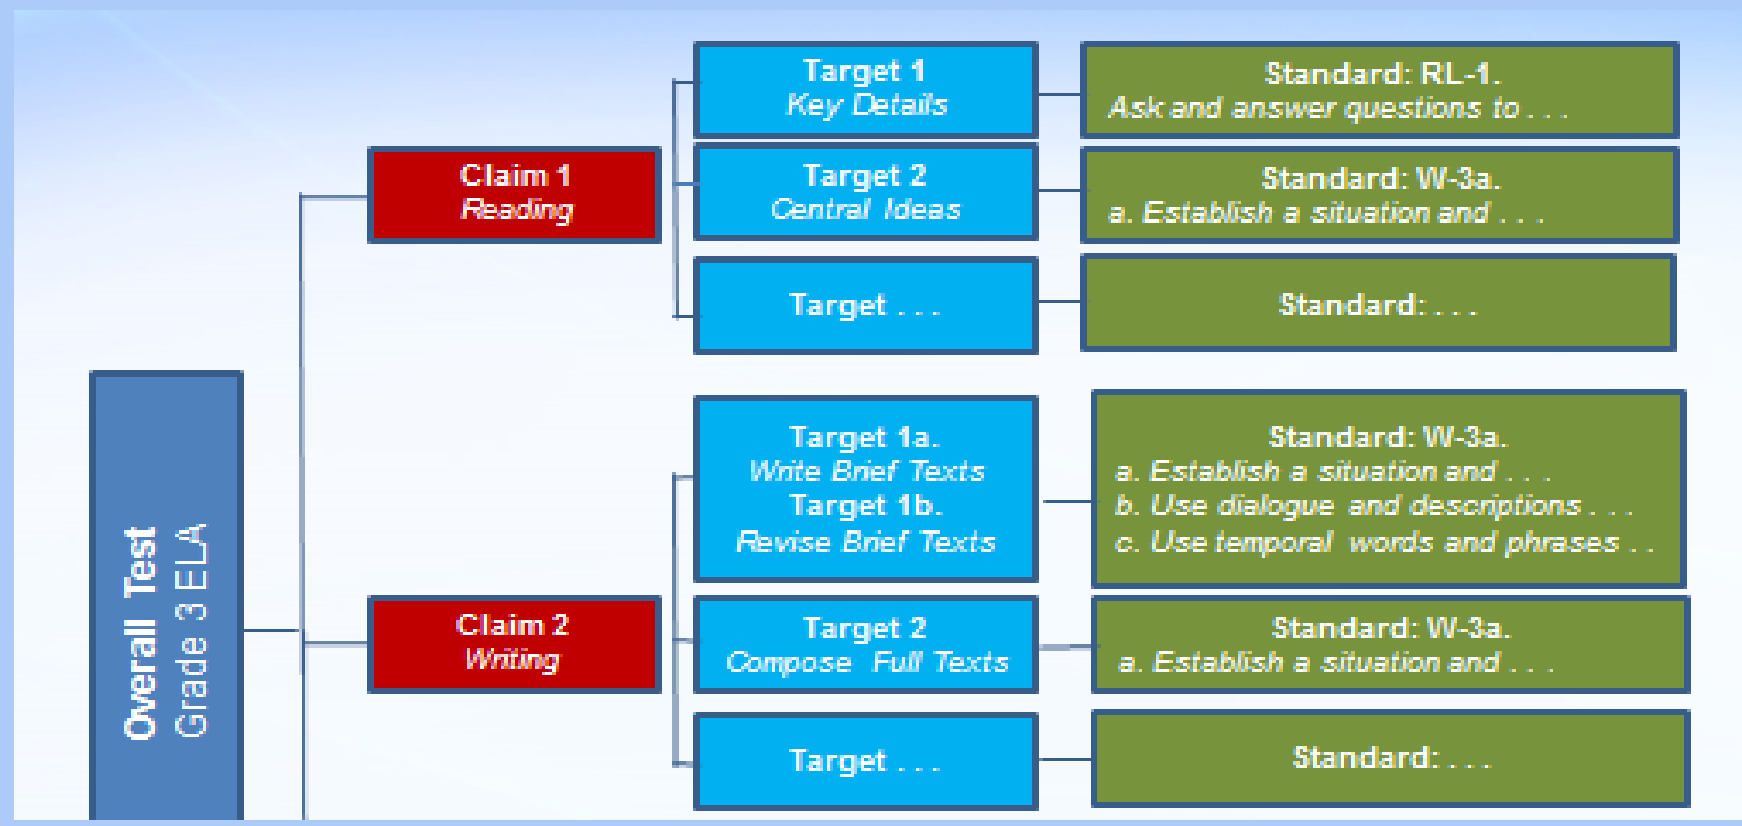 Overall Test
Grade 3 ELA
Claim 1
Reading
Target 1
Key Details
Standard: RL-1.
Ask and answer questions to . . .
Target 2
Central Ideas
Standard: W-3a.
a. Establish a situation and . . .
Target . . .
Standard: . . .
Claim 2
Writing
Target 1a.
Write Brief Texts
Target 1b.
Revise Brief Texts
Standard: W-3a.
a. Establish a situation and . . .
b. Use dialogue and descriptions . . .
c. Use temporal words and phrases . .
Target 2
Compose Full Texts
Standard: W-3a.
a. Establish a situation and . . .
Target . . .
Standard: . . .